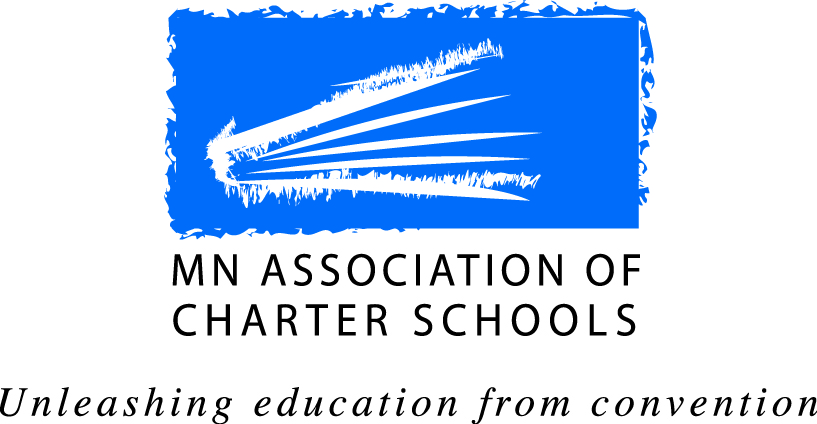 MN ASSOCIATION OF
CHARTER SCHOOLS
Unleashing education from convention